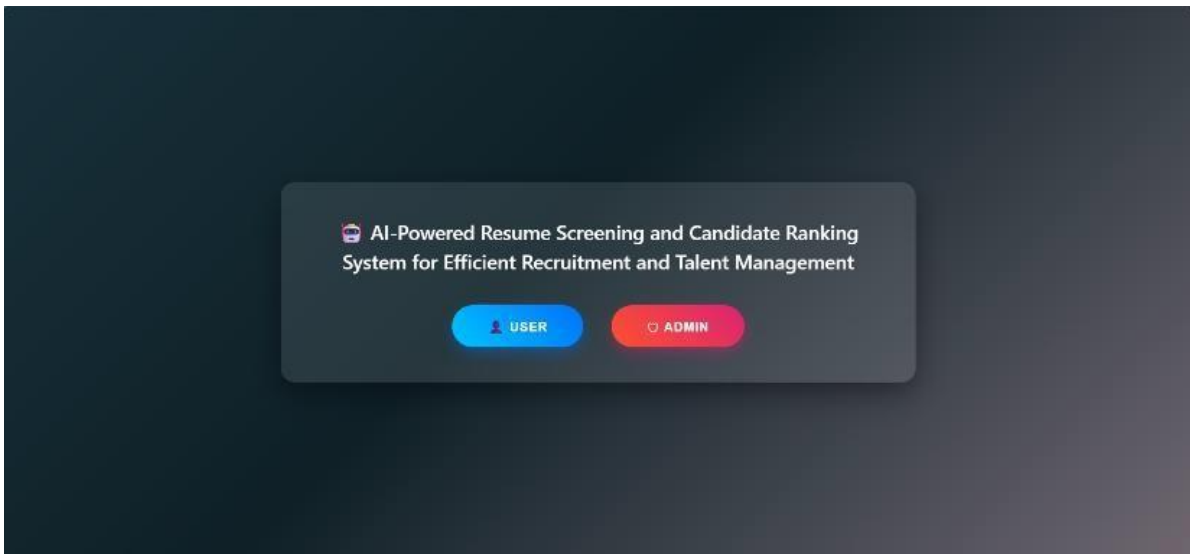 AI-Powered Resume Screening and Candidate Ranking
System for Efficient Recruitment and Talent Management
USER
ADMIN